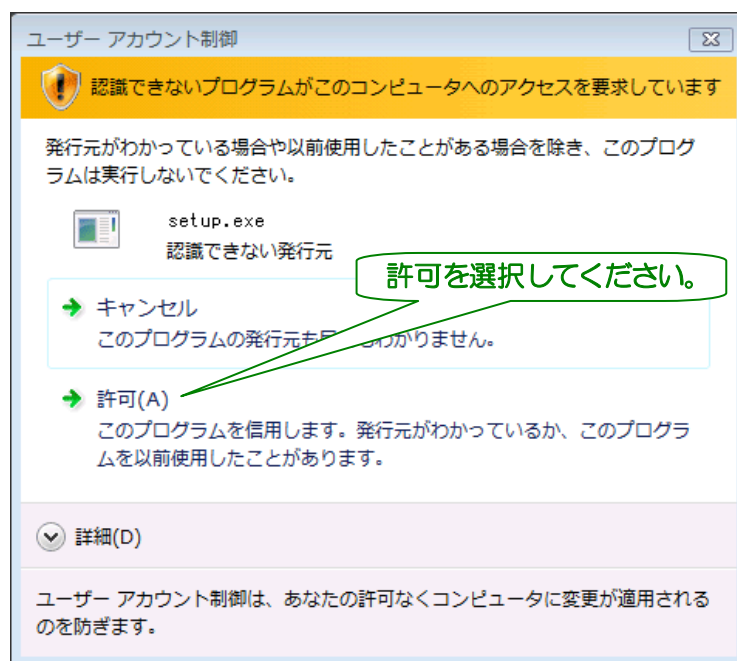 ユーザー アカウント制御
認識できないプログラムがこのコンピュータへのアクセスを要求しています
発行元がわかっている場合や以前使用したことがある場合を除き、このプログ
ラムは実行しないでください。
setup.exe
認識できない発行元
許可を選択してください。
キャンセル
このプログラムの発行元も わかりません。
許可(A)
このプログラムを信用します。発行元がわかっているか、このプログラ
ムを以前使用したことがあります。
詳細(D)
ユーザー アカウント制御は、あなたの許可なくコンピュータに変更が適用される
のを防ぎます。